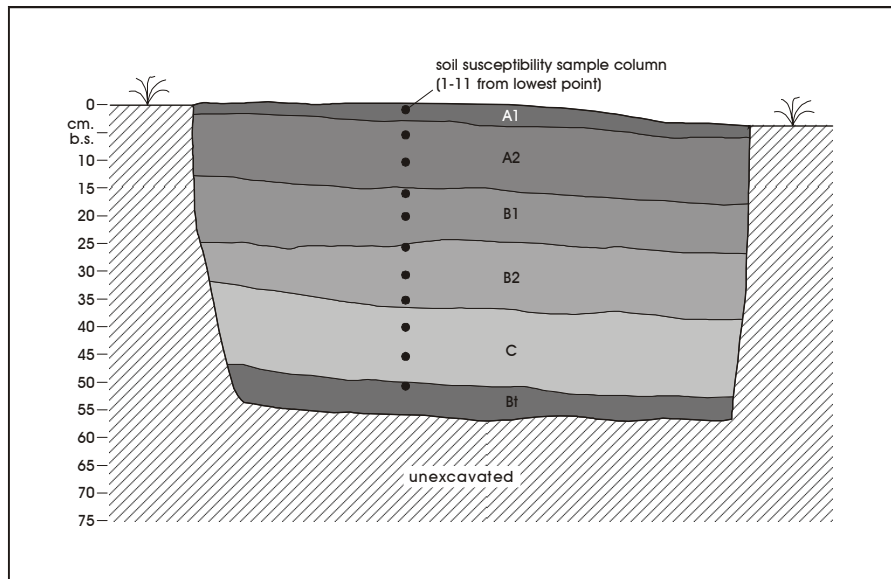 soil susceptibility sample column
(1-11 from lowest point)
0
cm.
b.s.
10
15
20
25
30
35
40
45
50
55
60
65
70
75
A1
A2
B1
B2
C
Bt
unexcavated